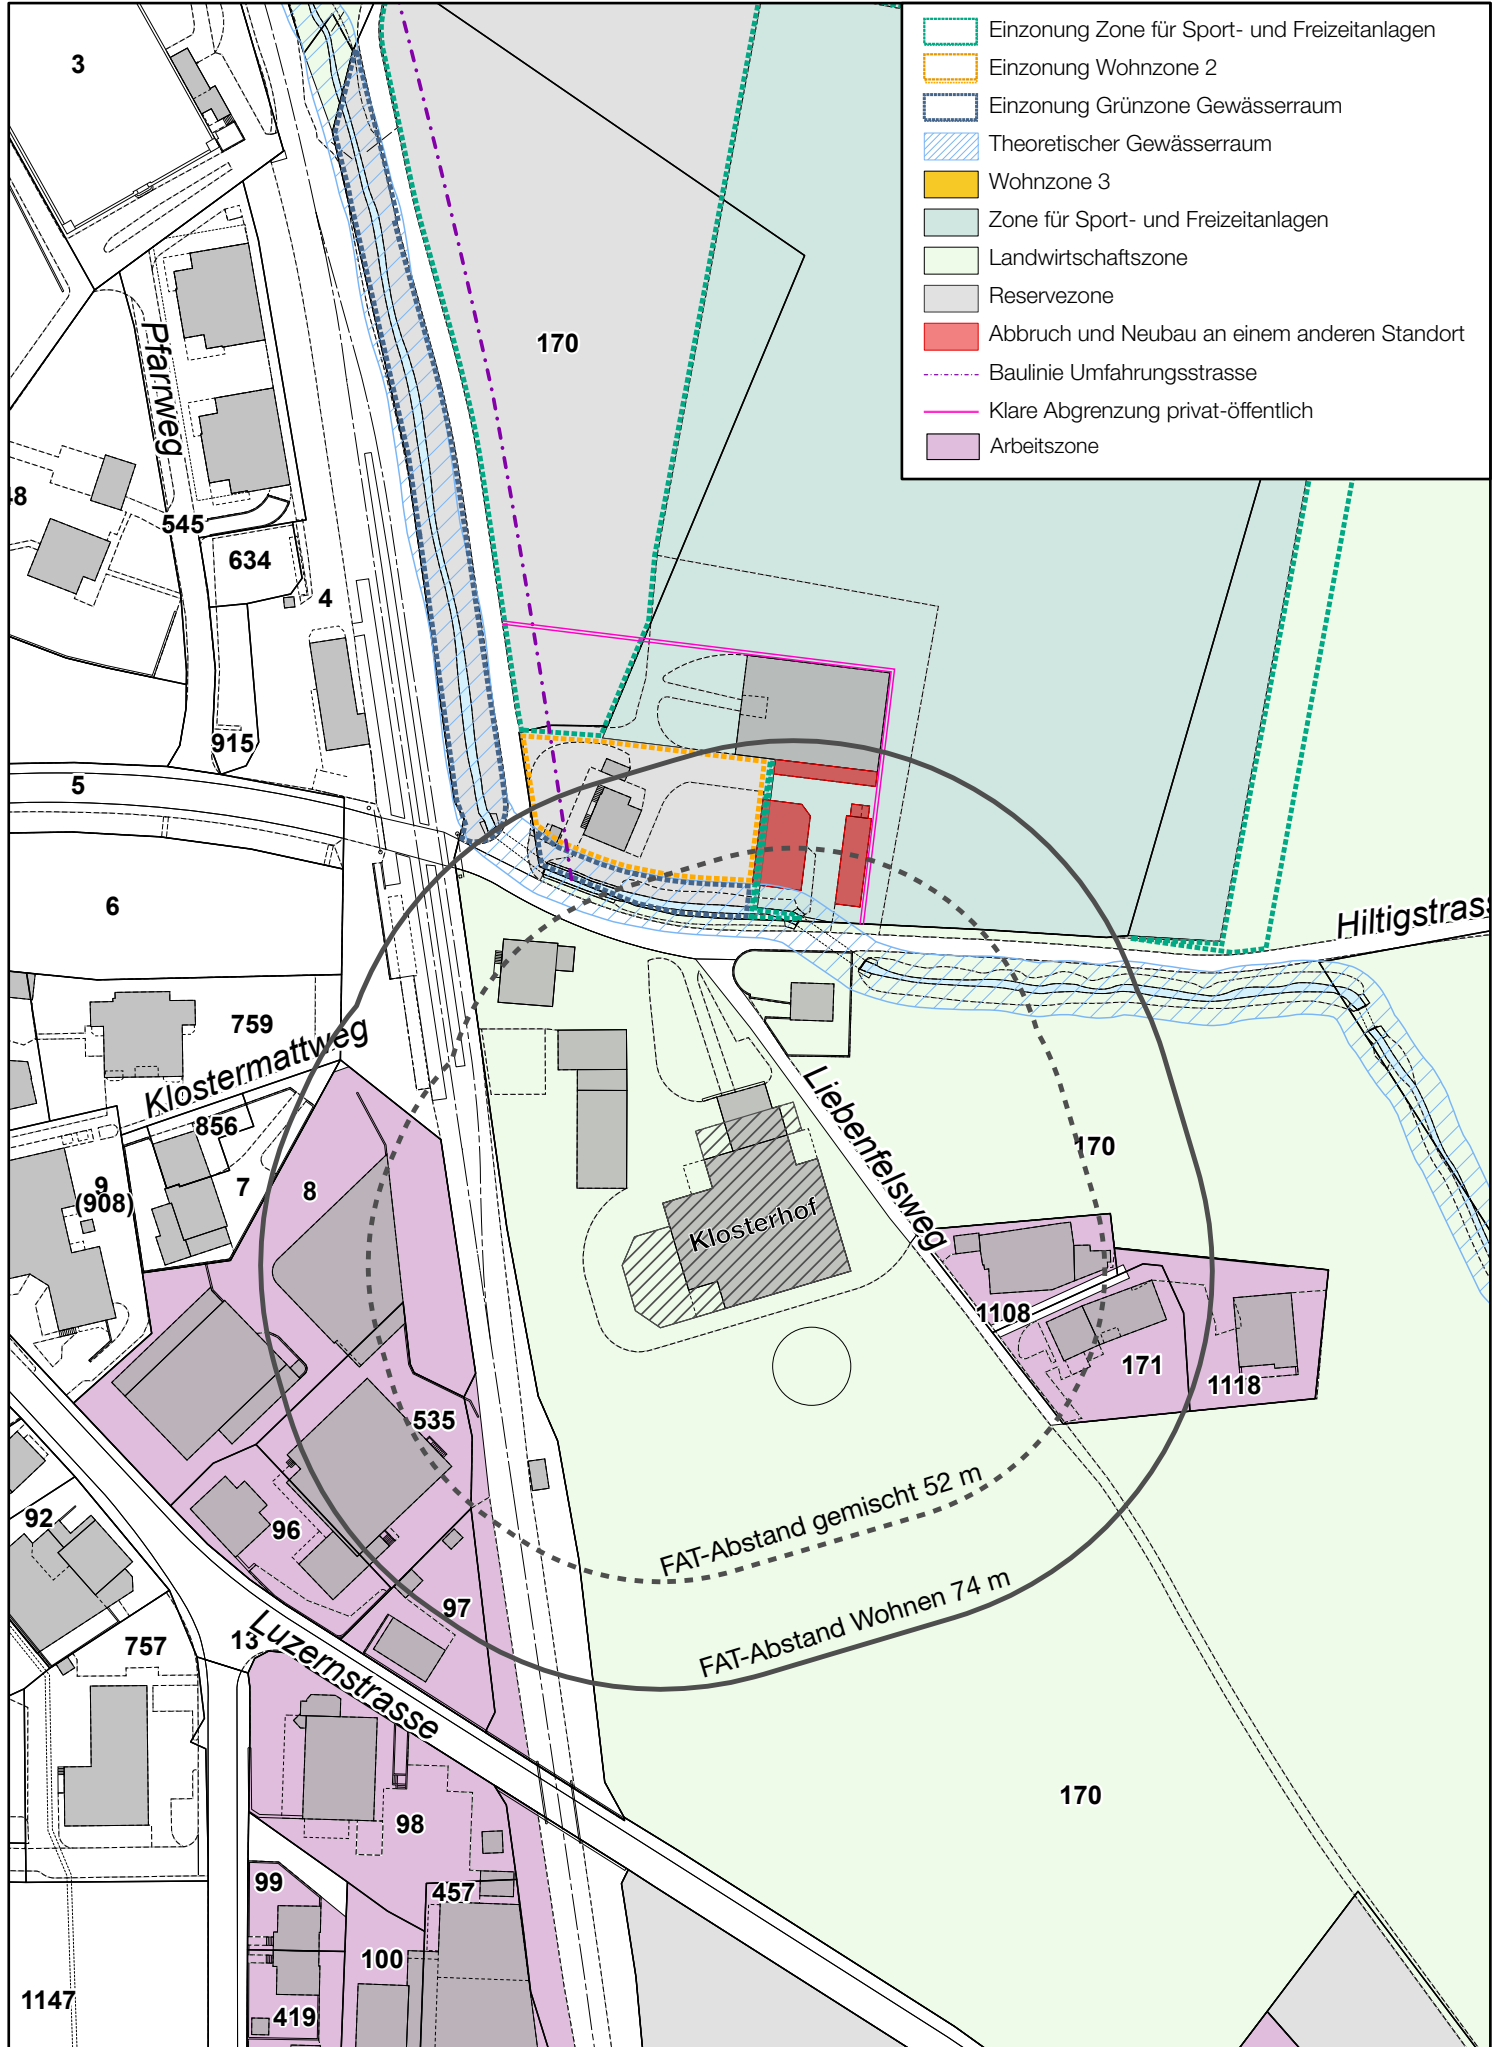 Einzonung Zone für Sport- und Freizeitanlagen
Einzonung Wohnzone 2
Einzonung Grünzone Gewässerraum
Theoretischer Gewässerraum
Wohnzone 3
Zone für Sport- und Freizeitanlagen
Landwirtschaftszone
Reservezone
Abbruch und Neubau an einem anderen Standort
Baulinie Umfahrungsstrasse
Klare Abgrenzung privat-öffentlich
Arbeitszone
3
170
Pfarrweg
48
545
634
4
915
5
6
Hiltigstrass
759
Klostermattweg
856
9
(908)
7
8
Liebenfelsweg
170
Klosterhof
1108
171
1118
535
FAT-Abstand gemischt 52 m
92
96
FAT-Abstand Wohnen 74 m
97
757
13
Luzernstrasse
170
98
99
457
100
1147
419